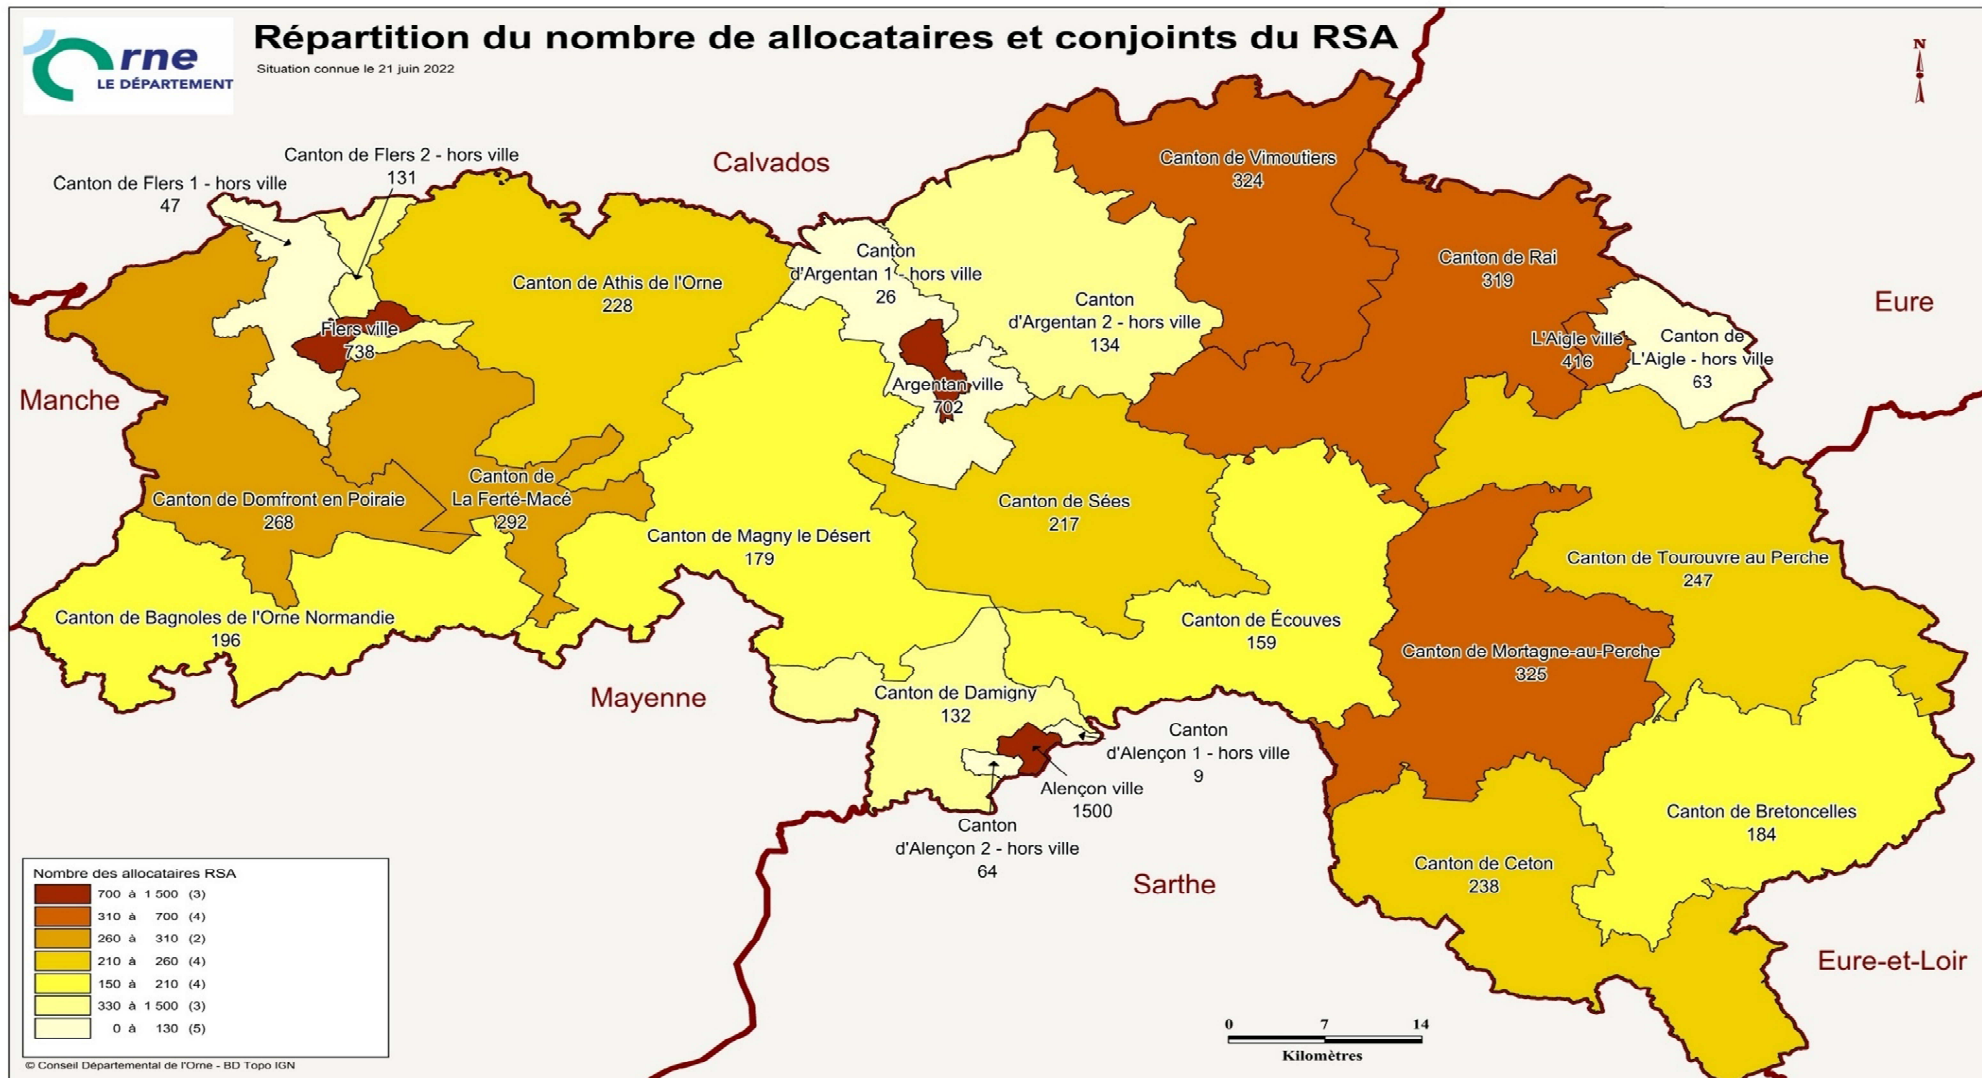 rne
LE DÉPARTEMENT
Répartition du nombre de allocataires et conjoints du RSA
Situation connue le 21 juin 2022
N
Canton de Flers 2 - hors ville
131
Canton de Flers 1 - hors ville
47
Calvados
Canton de Vimoutiers
324
Canton
d'Argentan 1 - hors ville
26
Canton de Rai
319
Canton de Athis de l'Orne
228
Eure
Canton
d'Argentan 2 - hors ville
134
Flers ville
738
L'Aigle ville
416
Canton de
L'Aigle - hors ville
63
Argentan ville
702
Manche
Canton de
La Ferté-Macé
292
Canton de Domfront en Poiraie
268
Canton de Sées
217
Canton de Magny le Désert
179
Canton de Tourouvre au Perche
247
Canton de Bagnoles de l'Orne Normandie
196
Canton de Écouves
159
Canton de Mortagne-au-Perche
325
Mayenne
Canton de Damigny
132
Canton
d'Alençon 1 - hors ville
9
Alençon ville
1500
Canton
d'Alençon 2 - hors ville
64
Canton de Bretoncelles
184
Canton de Ceton
238
Sarthe
Eure-et-Loir
Nombre des allocataires RSA
700 à 1 500 (3)
310 à 700 (4)
260 à 310 (2)
210 à 260 (4)
150 à 210 (4)
330 à 1 500 (3)
0 à 130 (5)
0 7 14
Kilomètres
© Conseil Départemental de l'Orne - BD Topo IGN